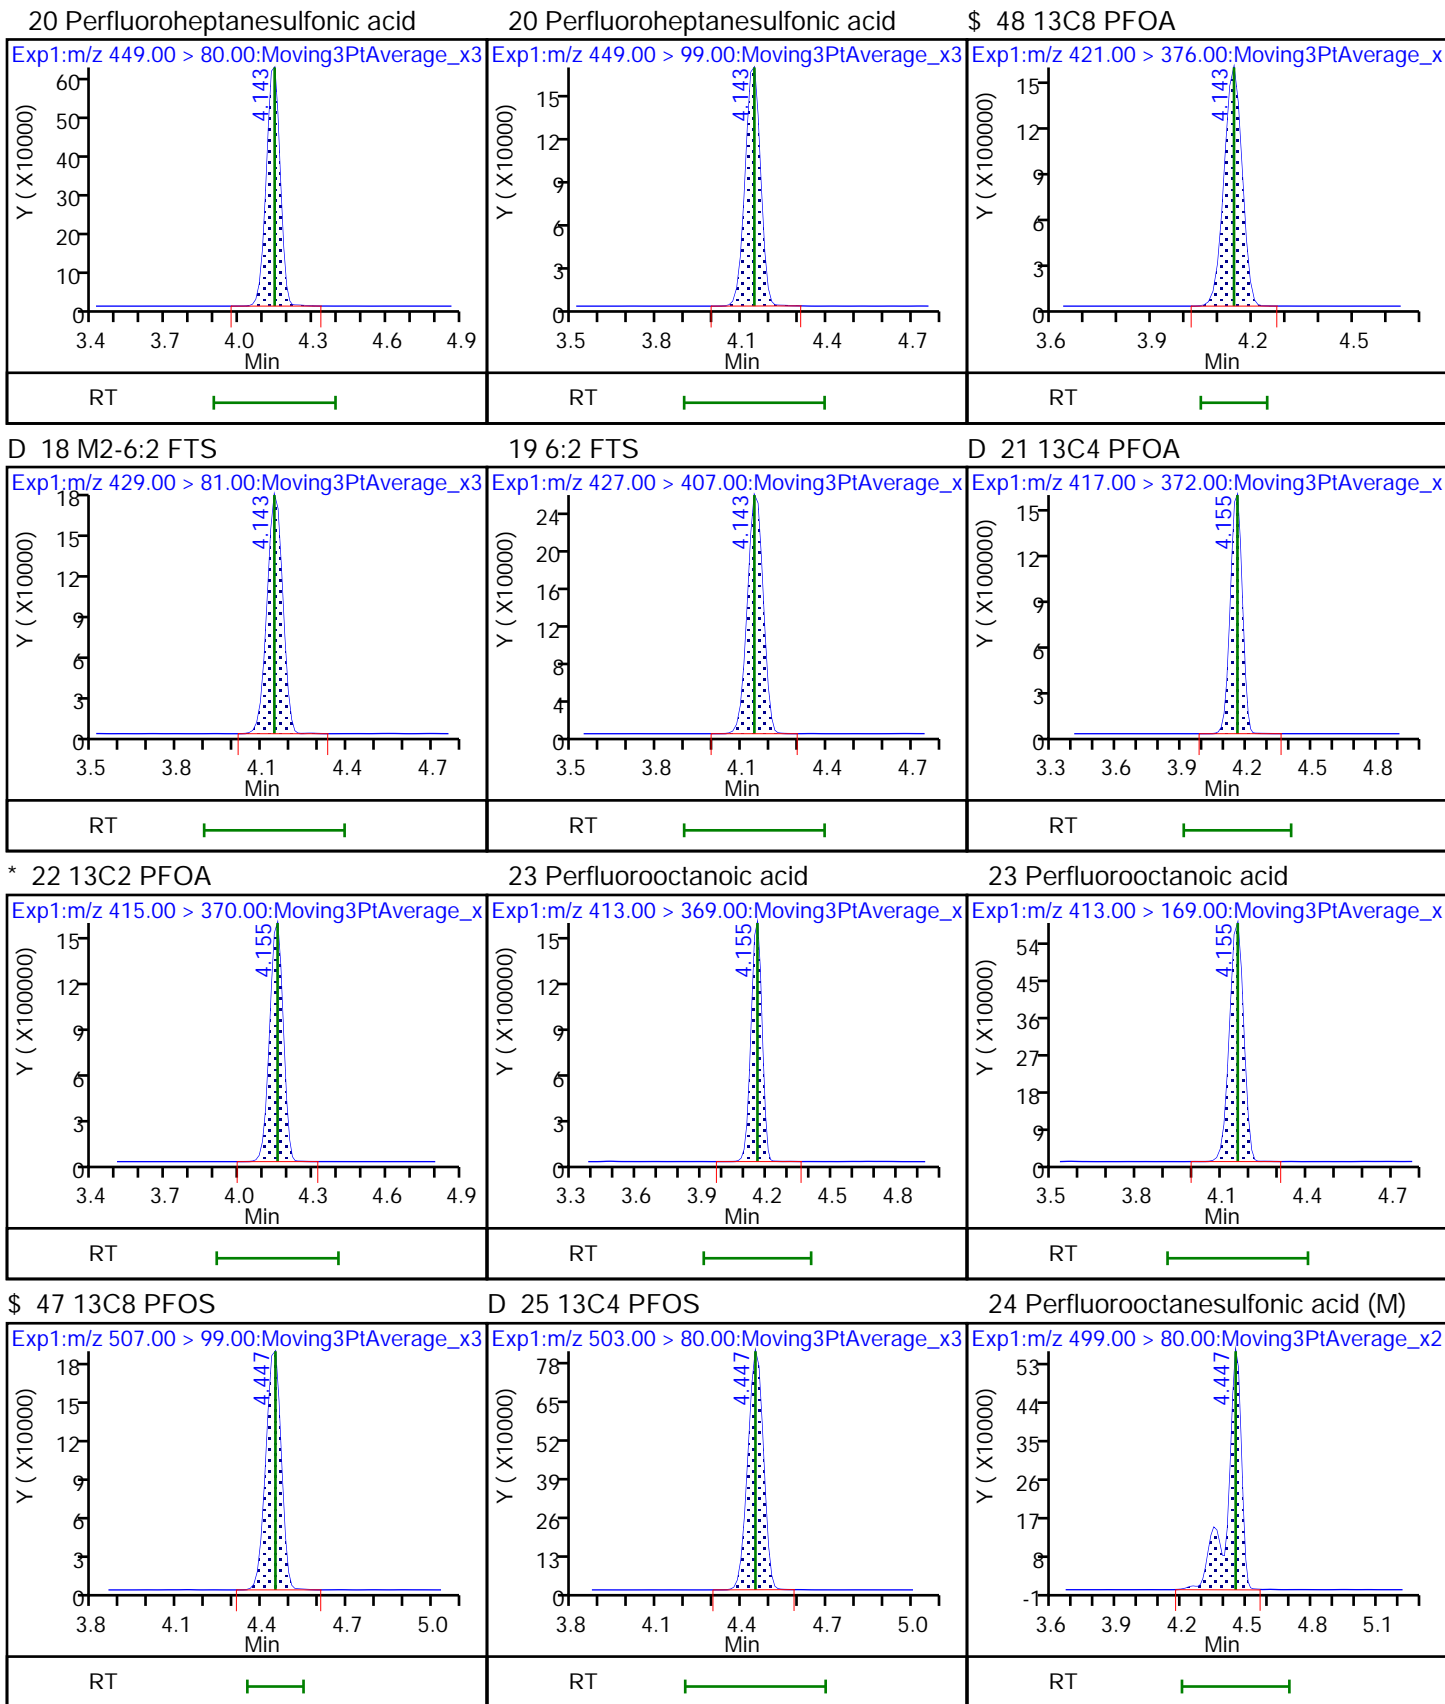 20 Perfluoroheptanesulfonic acid
Exp1:m/z 449.00 > 80.00:Moving3PtAverage_x3
4.143
Y ( X10000)
60
50
40
30
20
10
0
3.4 3.7 4.0 4.3 4.6 4.9
Min
RT
20 Perfluoroheptanesulfonic acid
Exp1:m/z 449.00 > 99.00:Moving3PtAverage_x3
4.143
Y ( X10000)
15
12
9
6
3
0
3.5 3.8 4.1 4.4 4.7
Min
RT
$ 48 13C8 PFOA
Exp1:m/z 421.00 > 376.00:Moving3PtAverage_x
4.143
Y ( X100000)
15
12
9
6
3
0
3.6 3.9 4.2 4.5
Min
RT
D 18 M2-6:2 FTS
Exp1:m/z 429.00 > 81.00:Moving3PtAverage_x3
4.143
Y ( X10000)
18
15
12
9
6
3
0
3.5 3.8 4.1 4.4 4.7
Min
RT
19 6:2 FTS
Exp1:m/z 427.00 > 407.00:Moving3PtAverage_x
4.143
Y ( X10000)
24
20
16
12
8
4
0
3.5 3.8 4.1 4.4 4.7
Min
RT
D 21 13C4 PFOA
Exp1:m/z 417.00 > 372.00:Moving3PtAverage_x
4.155
Y ( X100000)
15
12
9
6
3
0
3.3 3.6 3.9 4.2 4.5 4.8
Min
RT
* 22 13C2 PFOA
Exp1:m/z 415.00 > 370.00:Moving3PtAverage_x
4.155
Y ( X100000)
15
12
9
6
3
0
3.4 3.7 4.0 4.3 4.6 4.9
Min
RT
23 Perfluorooctanoic acid
Exp1:m/z 413.00 > 369.00:Moving3PtAverage_x
4.155
Y ( X100000)
15
12
9
6
3
0
3.3 3.6 3.9 4.2 4.5 4.8
Min
RT
23 Perfluorooctanoic acid
Exp1:m/z 413.00 > 169.00:Moving3PtAverage_x
4.155
Y ( X10000)
54
45
36
27
18
9
0
3.5 3.8 4.1 4.4 4.7
Min
RT
$ 47 13C8 PFOS
Exp1:m/z 507.00 > 99.00:Moving3PtAverage_x3
4.447
Y ( X10000)
18
15
12
9
6
3
0
3.8 4.1 4.4 4.7 5.0
Min
RT
D 25 13C4 PFOS
Exp1:m/z 503.00 > 80.00:Moving3PtAverage_x3
4.447
Y ( X10000)
78
65
52
39
26
13
0
3.8 4.1 4.4 4.7 5.0
Min
RT
24 Perfluorooctanesulfonic acid (M)
Exp1:m/z 499.00 > 80.00:Moving3PtAverage_x2
4.447
Y ( X10000)
53
44
35
26
17
8
-1
3.6 3.9 4.2 4.5 4.8 5.1
Min
RT